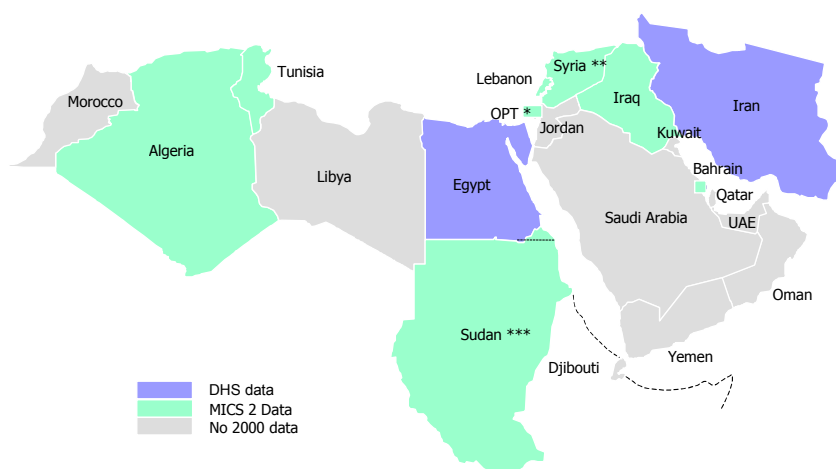 Tunisia
Syria **
Lebanon
Morocco
Iraq
Iran
OPT *
Jordan
Kuwait
Algeria
Bahrain
Libya
Egypt
Qatar
Saudi Arabia
UAE
Oman
Sudan ***
Yemen
Djibouti
DHS data
MICS 2 Data
No 2000 data